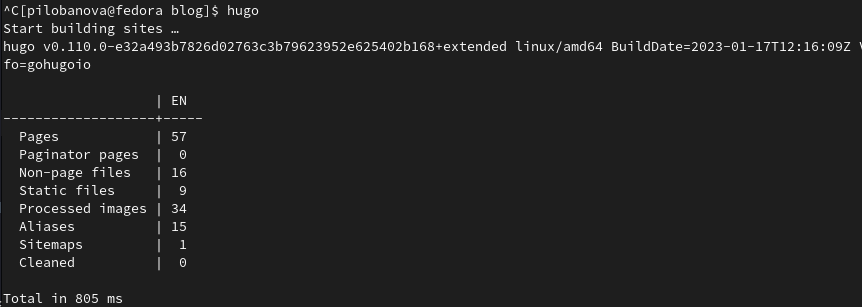 ^C[pilobanova@fedora blog]$ hugo
Start building sites …
hugo v0.110.0-e32a493b7826d02763c3b79623952e625402b168+extended linux/amd64 BuildDate=2023-01-17T12:16:09Z V
fo=gohugoio
                   | EN
-------------------+-----
  Pages            | 57
  Paginator pages  |  0
  Non-page files   | 16
  Static files     |  9
  Processed images | 34
  Aliases          | 15
  Sitemaps         |  1
  Cleaned          |  0
Total in 805 ms